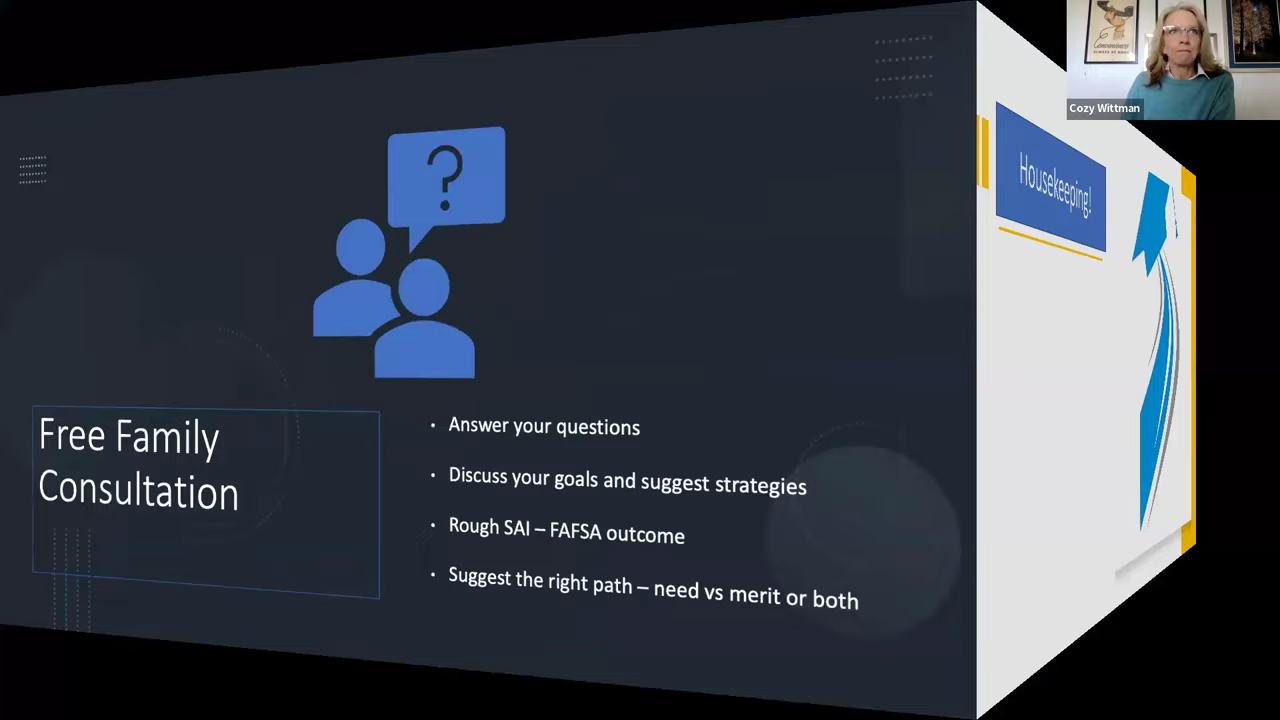 Cozy Wittman
Housekeeping!
?
Free Family
Consultation
• Answer your questions
• Discuss your goals and suggest strategies
• Rough SAI – FAFSA outcome
• Suggest the right path – need vs merit or both